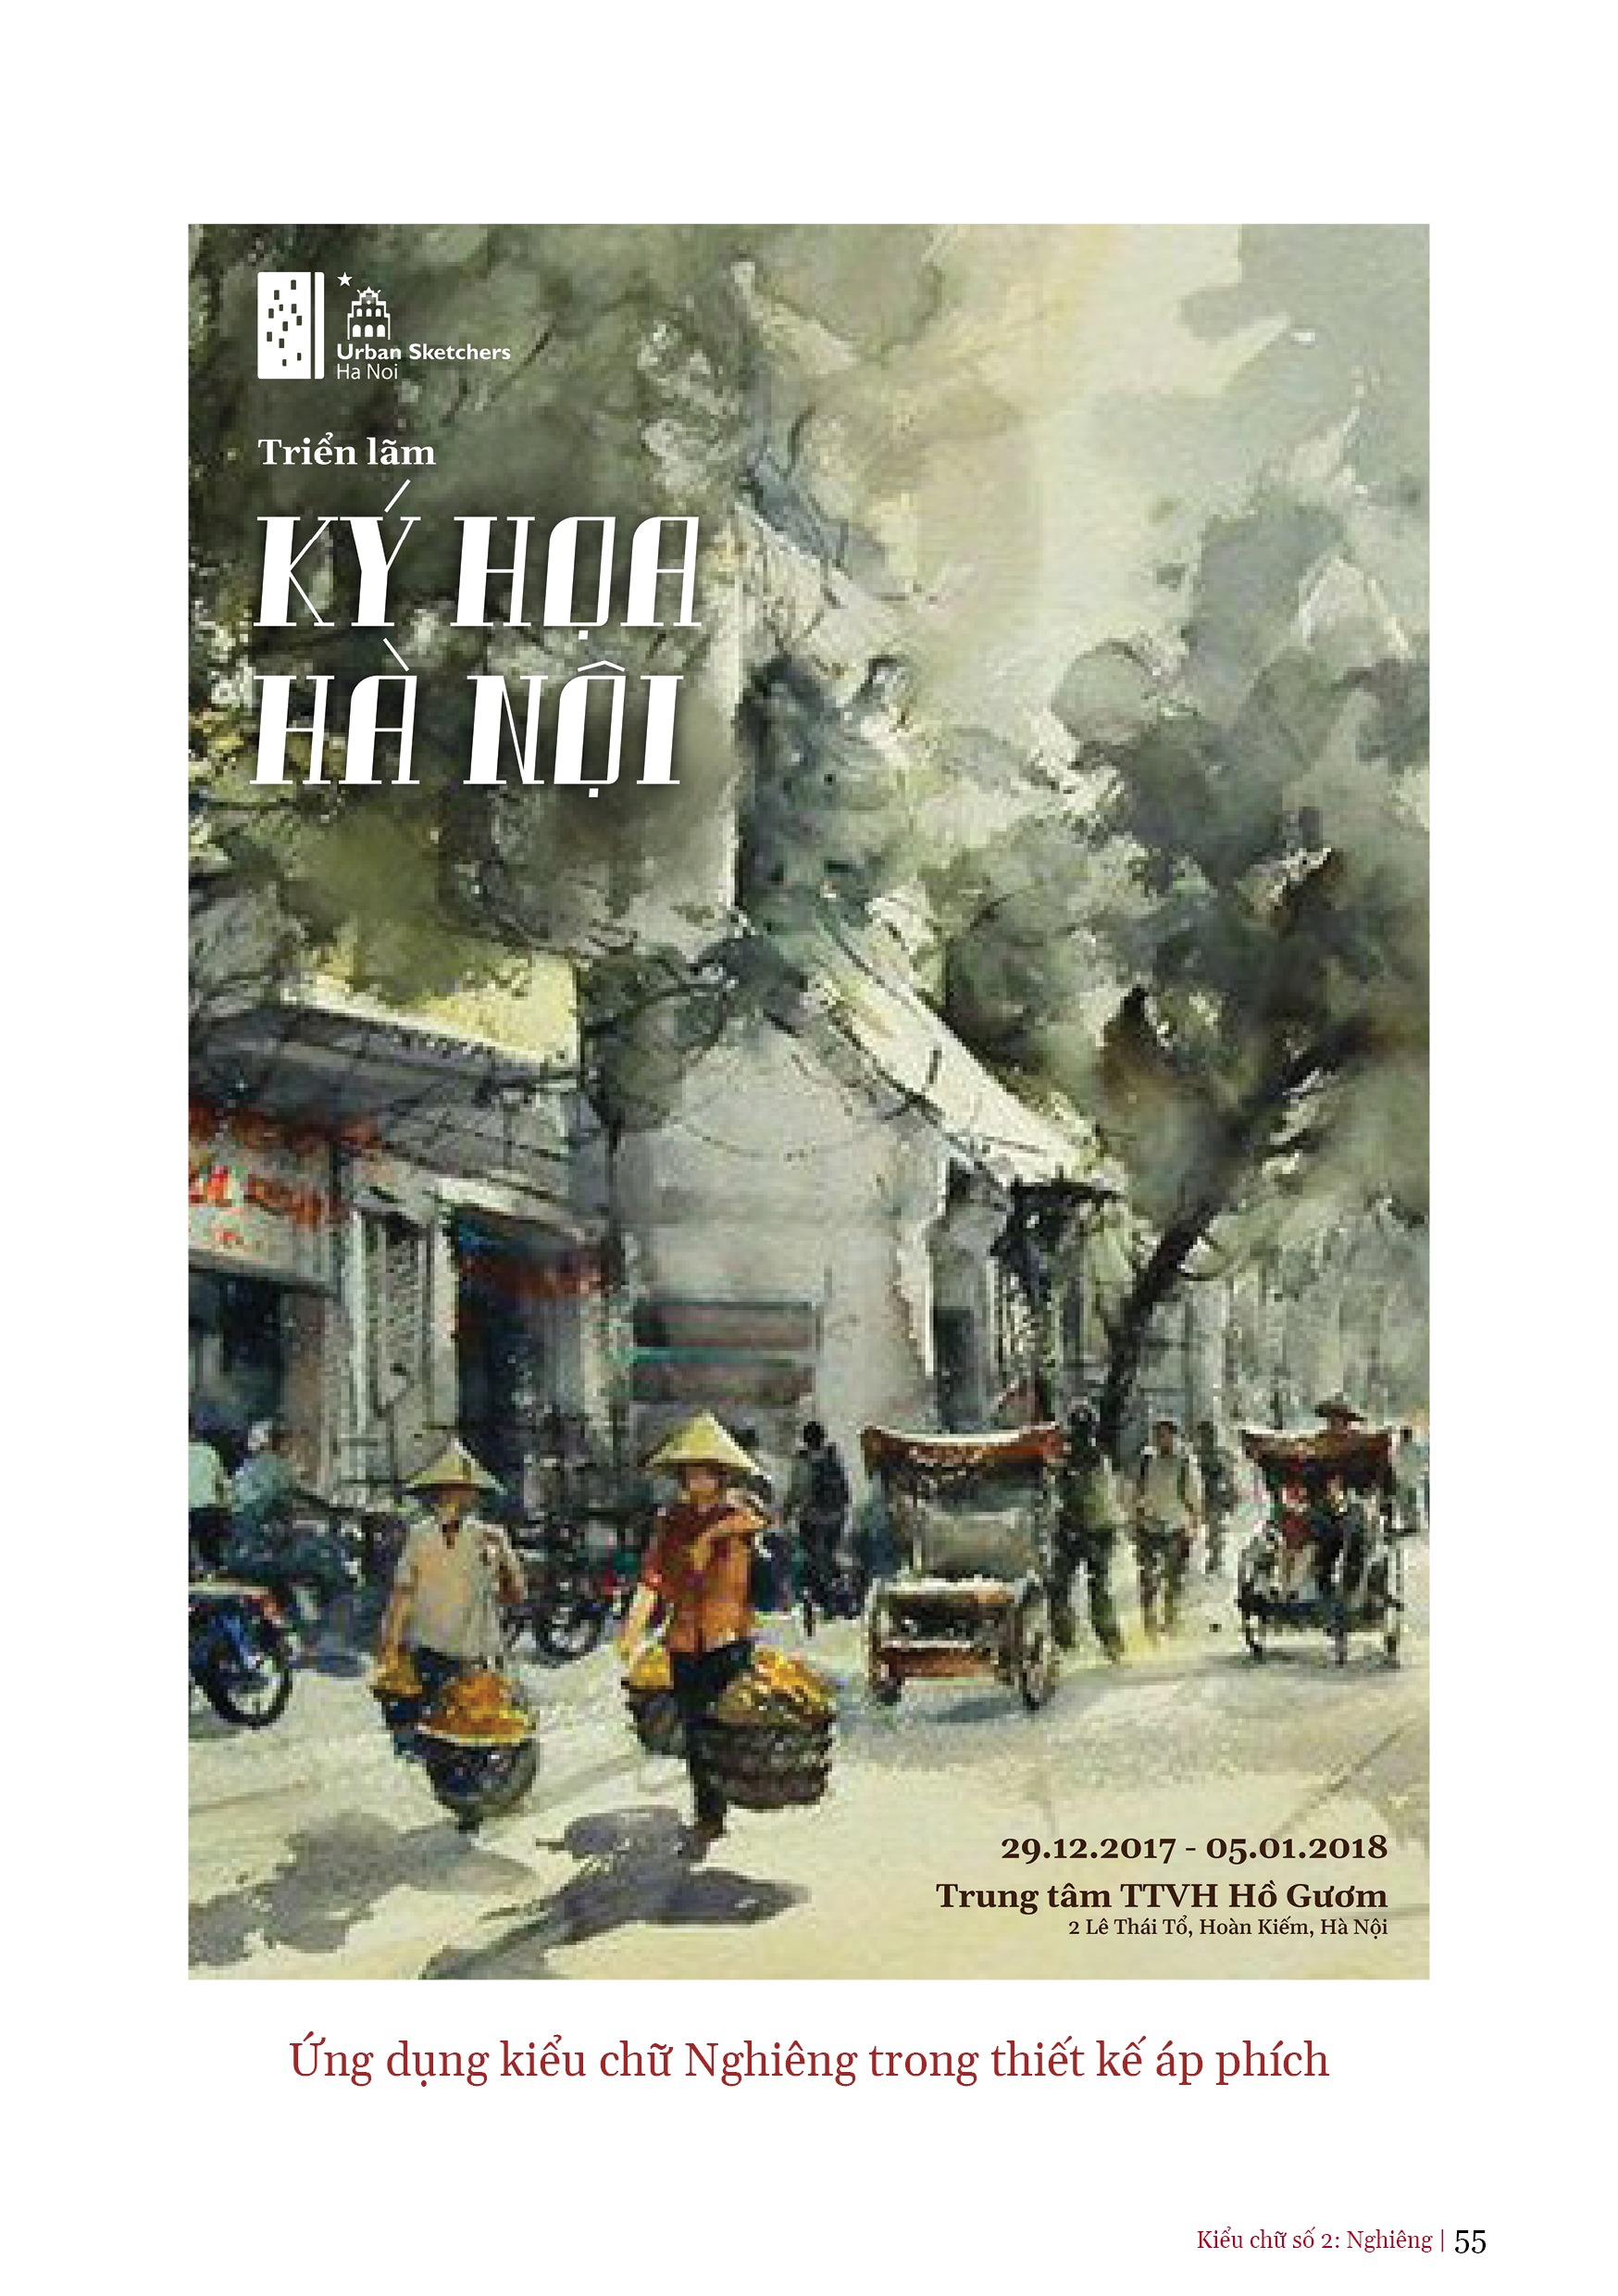 Urban Sketchers
Ha Noi
Triển lãm
KÝ HỌA
HÀ NỘI
29.12.2017 - 05.01.2018
Trung tâm TTVH Hồ Gươm
2 Lê Thái Tổ, Hoàn Kiếm, Hà Nội
Ứng dụng kiểu chữ Nghiêng trong thiết kế áp phích
Kiểu chữ số 2: Nghiêng | 55